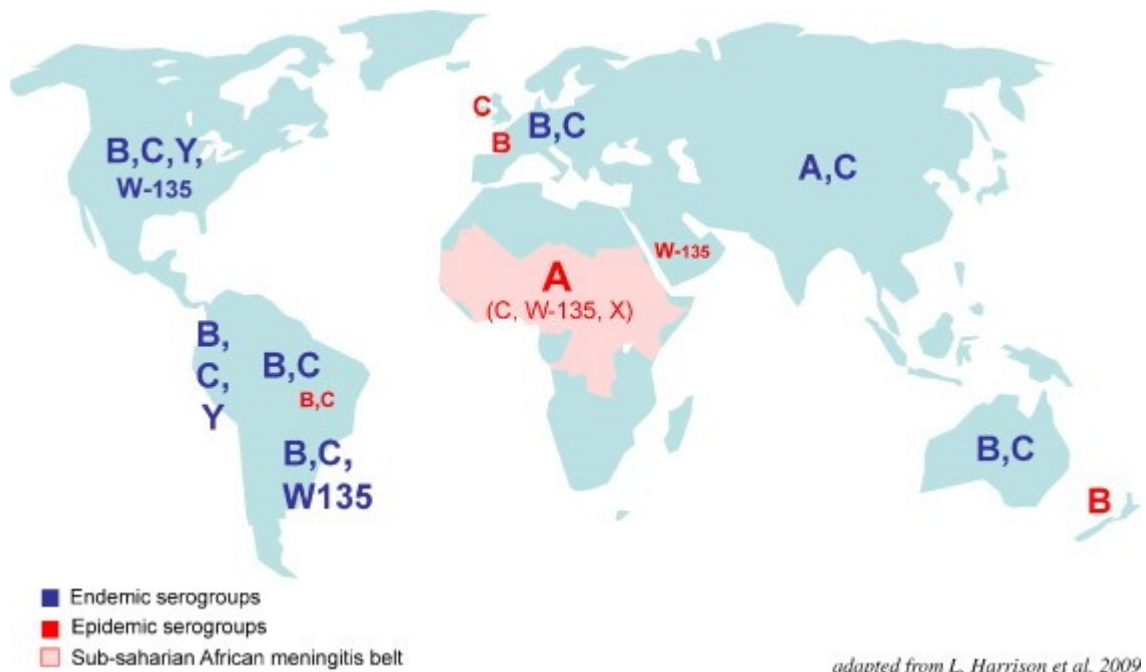 B,C,Y,
W-135
C
B
B,C
A,C
W-135
A
(C, W-135, X)
B,
C,
Y
B,C
B,C
B,C,
W135
B,C
B
Endemic serogroups
Epidemic serogroups
Sub-saharian African meningitis belt
adapted from L. Harrison et al. 2009